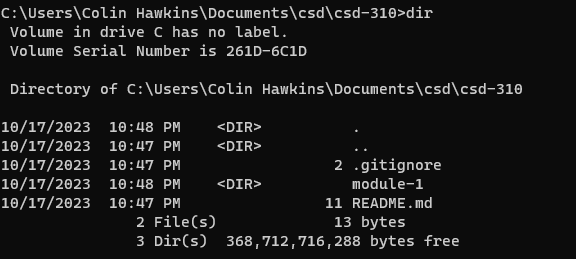 C:\Users\Colin Hawkins\Documents\csd\csd-310>dir
 Volume in drive C has no label.
 Volume Serial Number is 261D-6C1D

 Directory of C:\Users\Colin Hawkins\Documents\csd\csd-310

10/17/2023  10:48 PM    <DIR>          .
10/17/2023  10:47 PM    <DIR>          ..
10/17/2023  10:47 PM                 2 .gitignore
10/17/2023  10:48 PM    <DIR>          module-1
10/17/2023  10:47 PM                11 README.md
               2 File(s)             13 bytes
               3 Dir(s)  368,712,716,288 bytes free